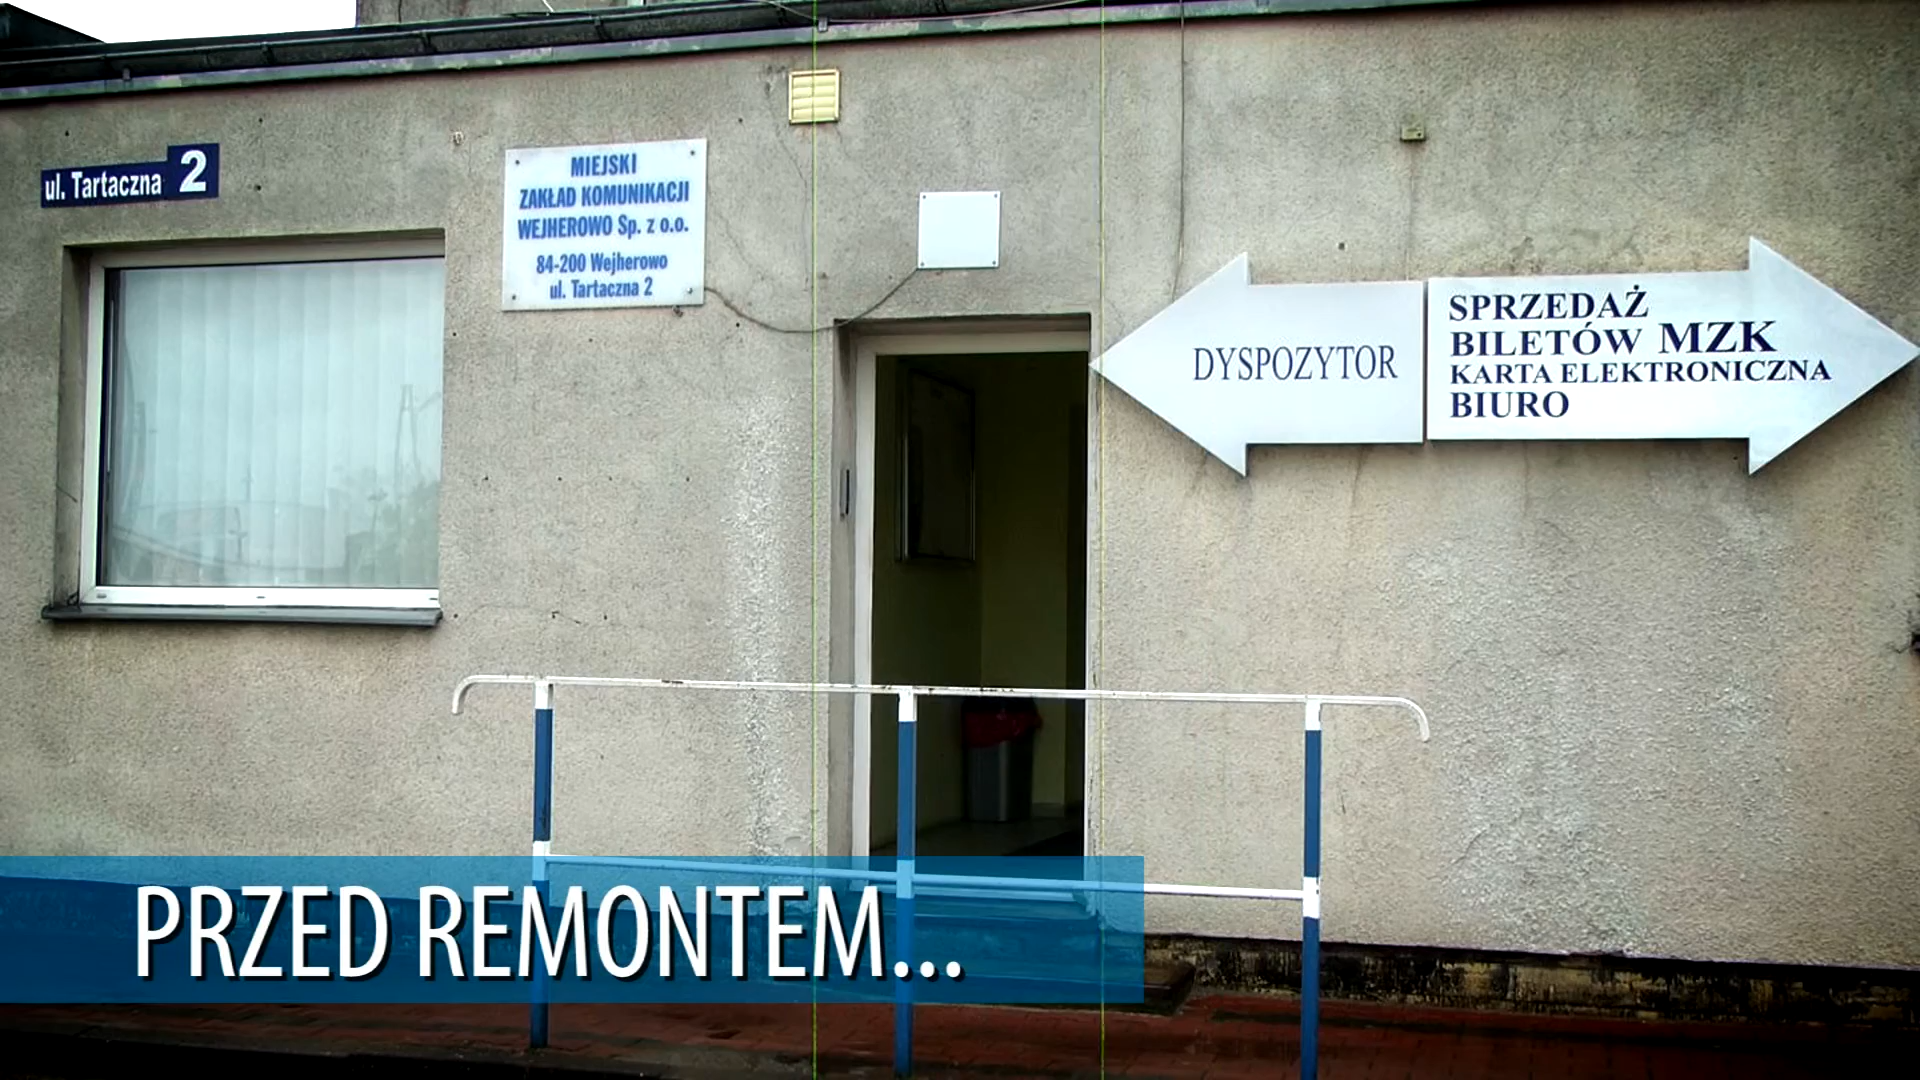 ul. Tartaczna 2
MIEJSKI
ZAKŁAD KOMUNIKACJI
WEJHEROWO Sp. z o.o.
84-200 Wejherowo
ul. Tartaczna 2
DYSPOZYTOR
SPRZEDAŻ
BILETÓW MZK
KARTA ELEKTRONICZNA
BIURO
PRZED REMONTEM...